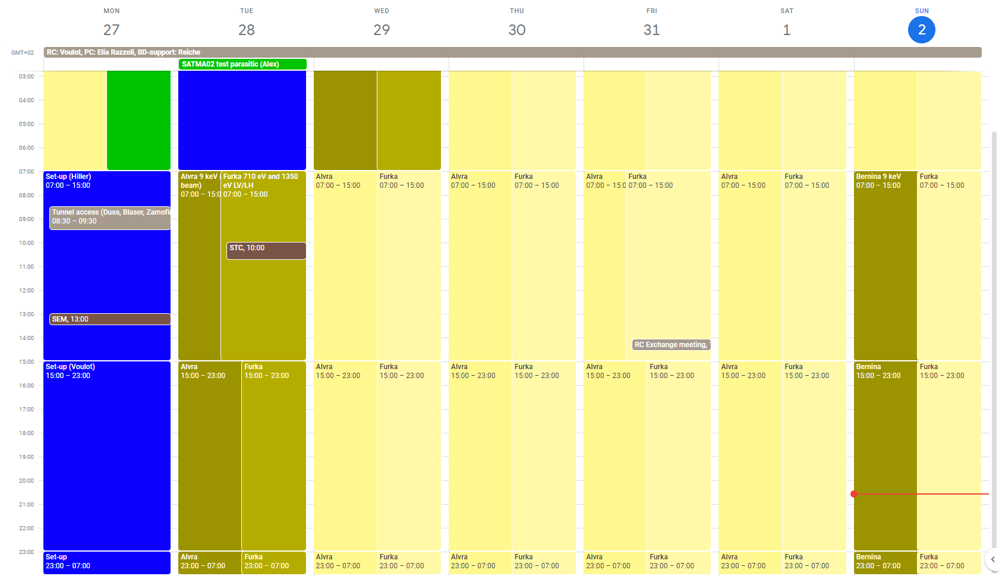 MON
TUE
WED
THU
FRI
SAT
SUN
27
28
29
30
31
1
2
GMT+02
RC: Voulot, PC: Elia Razzoli, BD-support: Reiche
SATMA02 test parasitic (Alex)
03:00
04:00
05:00
06:00
07:00
08:00
09:00
10:00
11:00
12:00
13:00
14:00
15:00
16:00
17:00
18:00
19:00
20:00
21:00
22:00
23:00
Set-up (Hiller)
07:00 – 15:00
Tunnel access (Duss, Blaser, Zamofi
08:30 – 09:30
SEM, 13:00
Set-up (Voulot)
15:00 – 23:00
Set-up
23:00 – 07:00
Alvra 9 keV (
beam)
07:00 – 15:0
Furka 710 eV and 1350
eV LV/LH
07:00 – 15:00
STC, 10:00
Alvra
15:00 – 23:00
Furka
15:00 – 23:00
Alvra
23:00 – 07:00
Furka
23:00 – 07:00
Alvra
07:00 – 15:00
Furka
07:00 – 15:00
Alvra
15:00 – 23:00
Furka
15:00 – 23:00
Alvra
23:00 – 07:00
Furka
23:00 – 07:00
Alvra
07:00 – 15:00
Furka
07:00 – 15:00
Alvra
15:00 – 23:00
Furka
15:00 – 23:00
Alvra
23:00 – 07:00
Furka
23:00 – 07:00
Alvra
07:00 – 15:0
Furka
07:00 – 15:00
RC Exchange meeting,
Alvra
15:00 – 23:00
Furka
15:00 – 23:00
Alvra
23:00 – 07:00
Furka
23:00 – 07:00
Alvra
07:00 – 15:00
Furka
07:00 – 15:00
Alvra
15:00 – 23:00
Furka
15:00 – 23:00
Alvra
23:00 – 07:00
Furka
23:00 – 07:00
Bernina 9 keV
07:00 – 15:00
Furka
07:00 – 15:00
Bernina
15:00 – 23:00
Furka
15:00 – 23:00
Bernina
23:00 – 07:00
Furka
23:00 – 07:00